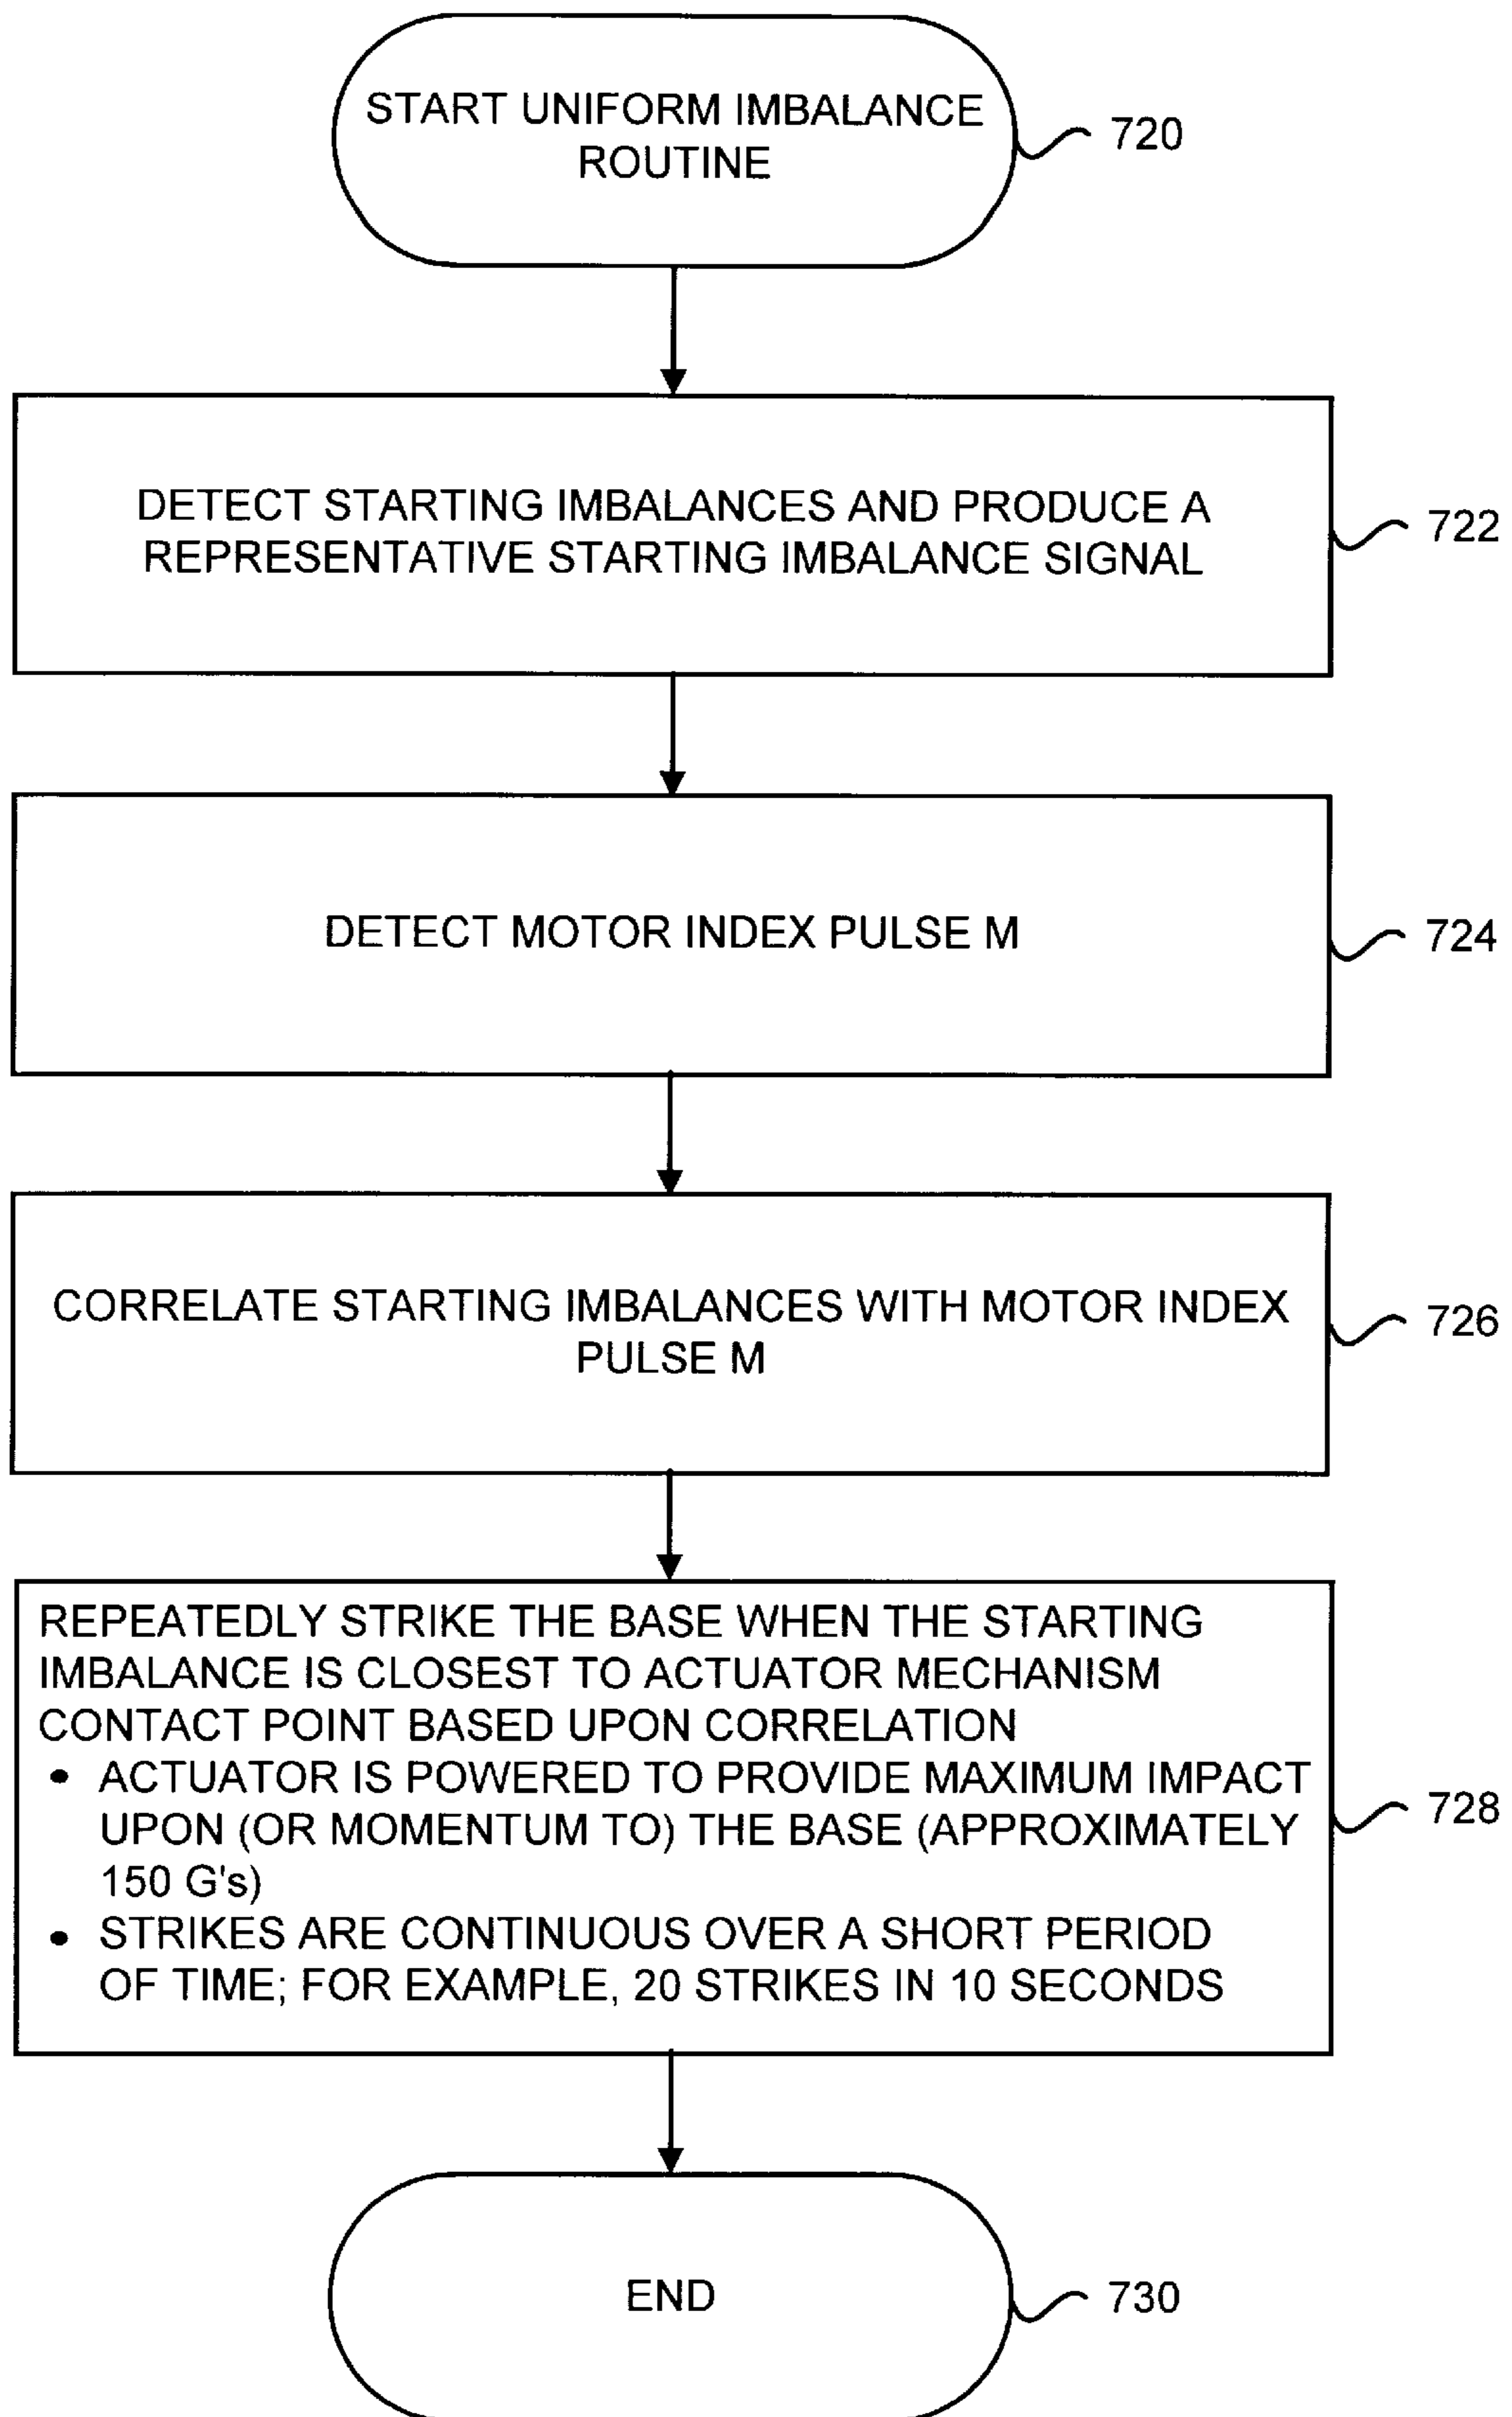 START UNIFORM IMBALANCE
ROUTINE
720
DETECT STARTING IMBALANCES AND PRODUCE A
REPRESENTATIVE STARTING IMBALANCE SIGNAL
722
DETECT MOTOR INDEX PULSE M
724
CORRELATE STARTING IMBALANCES WITH MOTOR INDEX
PULSE M
726
REPEATEDLY STRIKE THE BASE WHEN THE STARTING
IMBALANCE IS CLOSEST TO ACTUATOR MECHANISM
CONTACT POINT BASED UPON CORRELATION
• ACTUATOR IS POWERED TO PROVIDE MAXIMUM IMPACT
UPON (OR MOMENTUM TO) THE BASE (APPROXIMATELY
150 G's)
• STRIKES ARE CONTINUOUS OVER A SHORT PERIOD
OF TIME; FOR EXAMPLE, 20 STRIKES IN 10 SECONDS
728
END
730